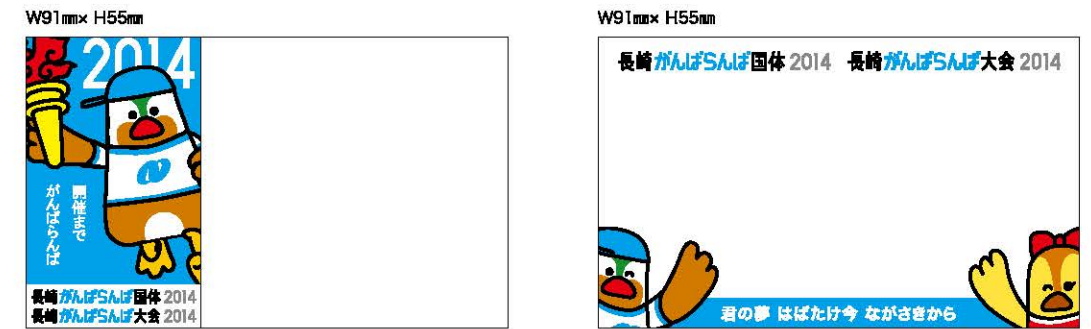 W91mm× H55mm
2014
開催まで
がんばらんば
長崎がんばらんば国体 2014
長崎がんばらんば大会 2014
W91mm× H55mm
長崎がんばらんば国体 2014 長崎がんばらんば大会 2014
君の夢 はばたけ今 ながさきから